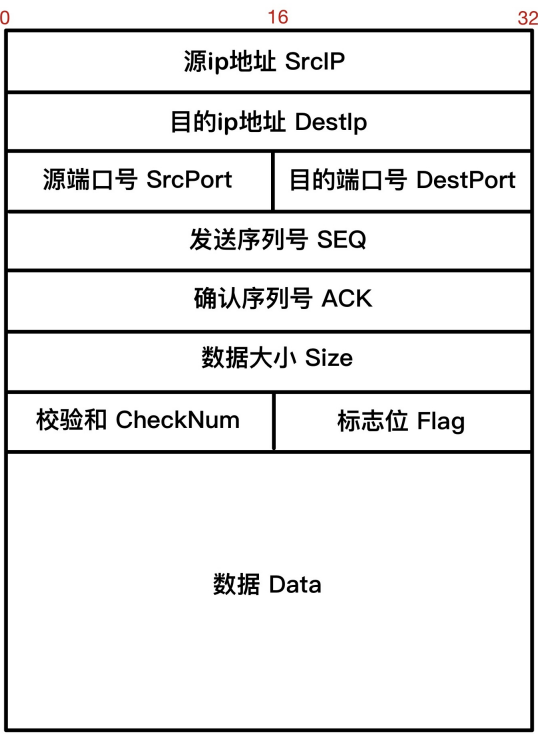 0 16 32
源ip地址 SrcIP
目的ip地址 DestIp
源端口号 SrcPort 目的端口号 DestPort
发送序列号 SEQ
确认序列号 ACK
数据大小 Size
校验和 CheckNum 标志位 Flag
数据 Data